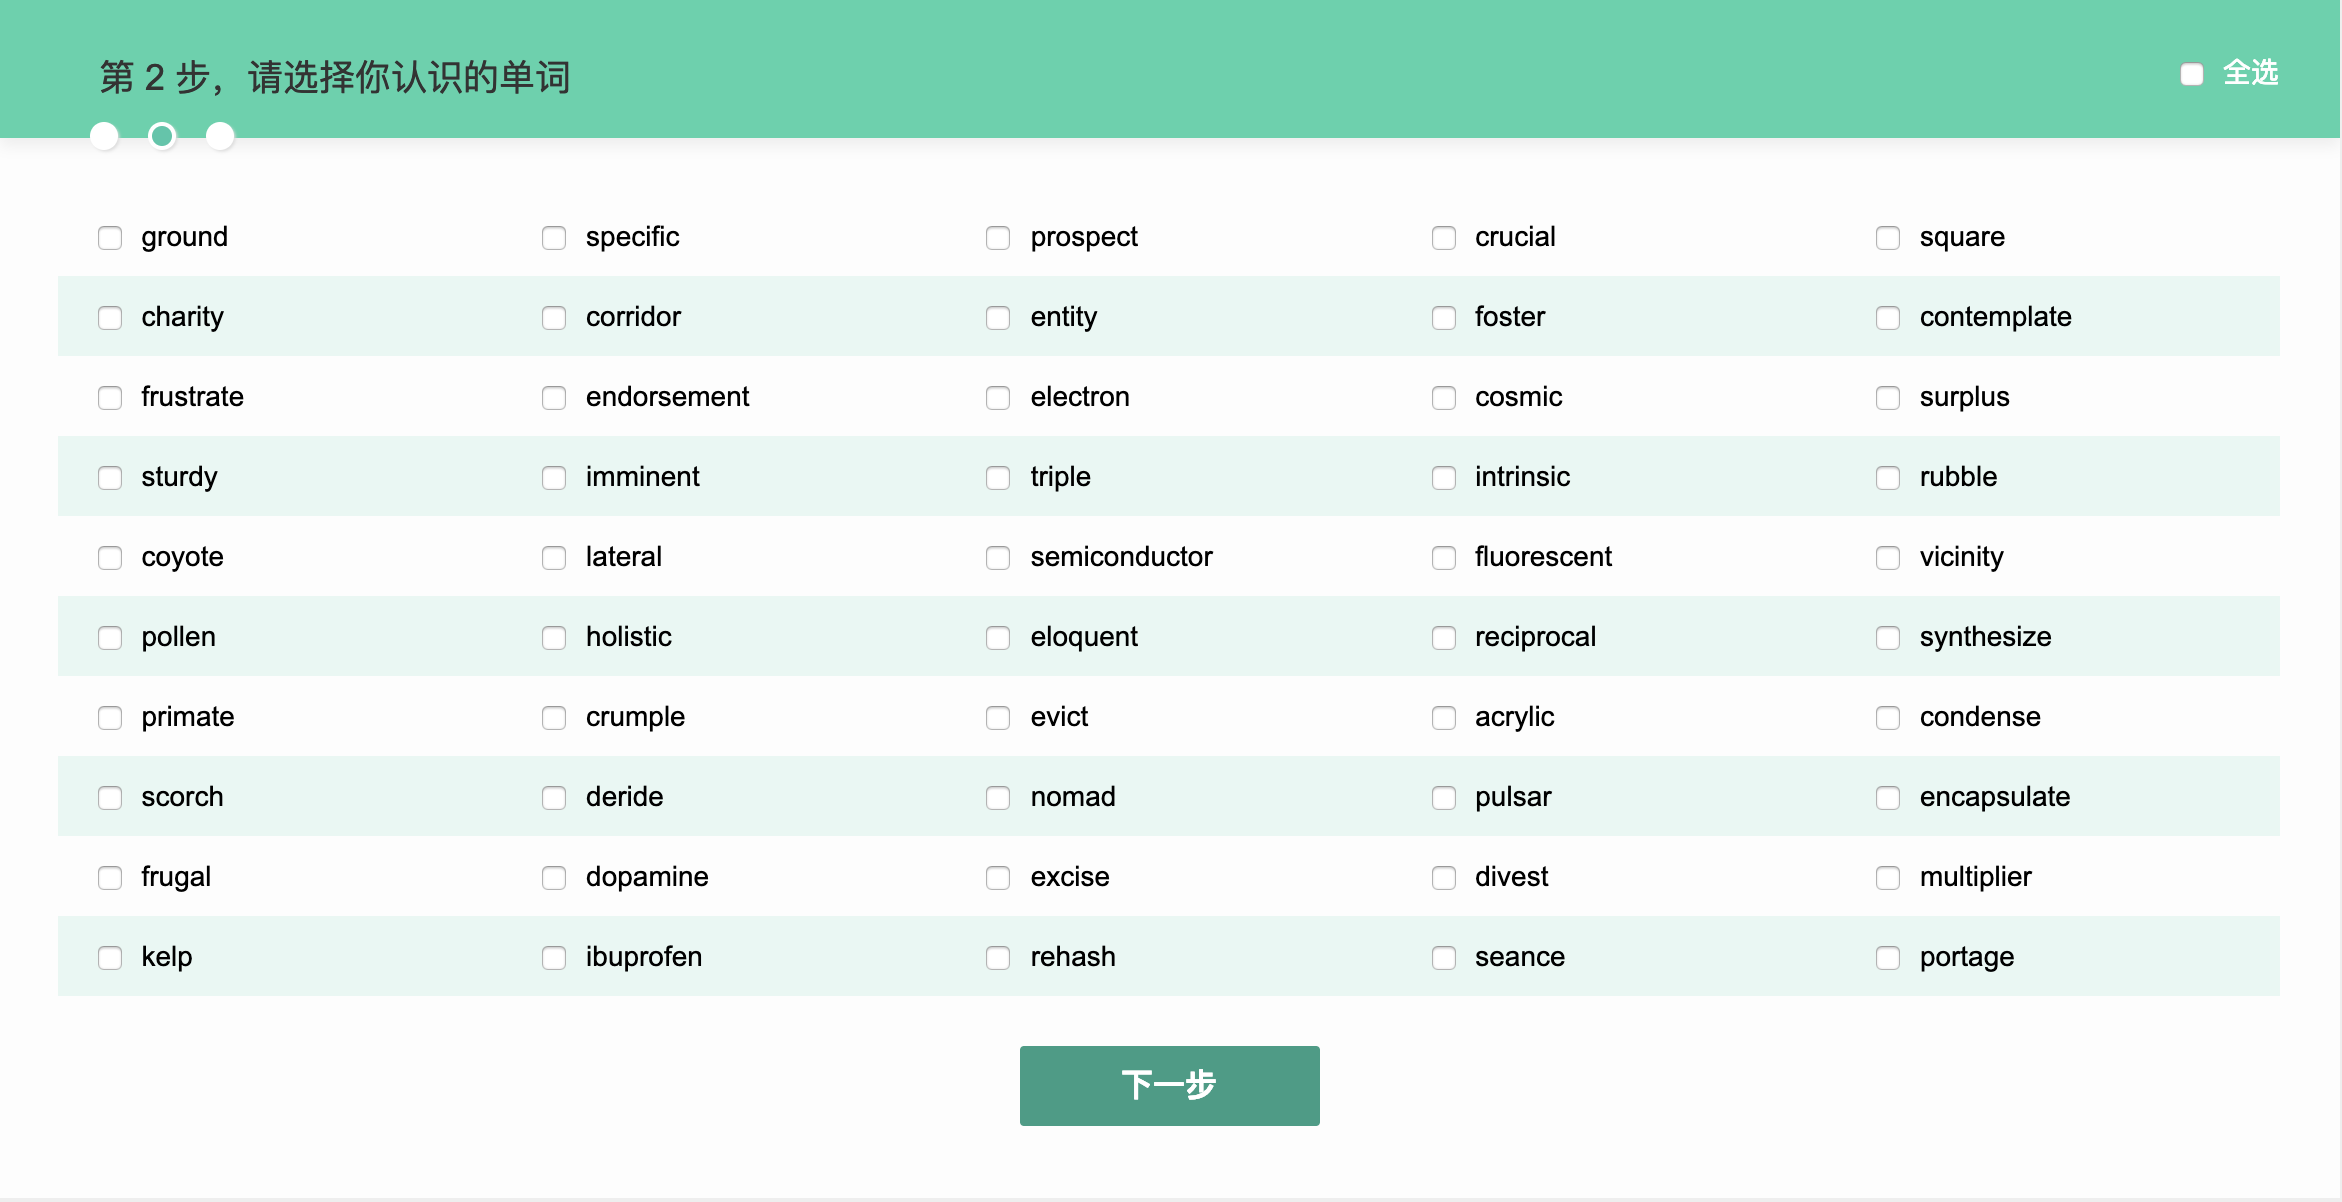 第 2 步，请选择你认识的单词
全选
ground specific prospect crucial square
charity corridor entity foster contemplate
frustrate endorsement electron cosmic surplus
sturdy imminent triple intrinsic rubble
coyote lateral semiconductor fluorescent vicinity
pollen holistic eloquent reciprocal synthesize
primate crumple evict acrylic condense
scorch deride nomad pulsar encapsulate
frugal dopamine excise divest multiplier
kelp ibuprofen rehash seance portage
下一步